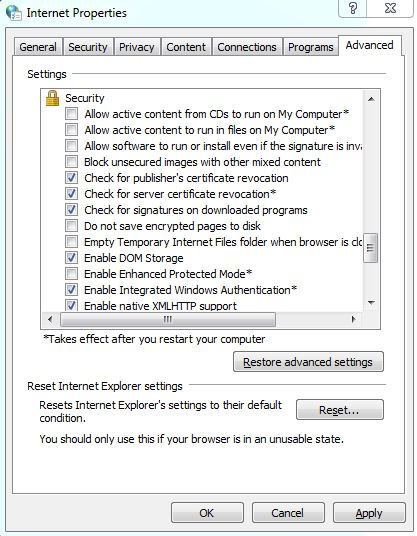 Internet Properties
General Security Privacy Content Connections Programs Advanced
Settings
Security
Allow active content from CDs to run on My Computer*
Allow active content to run in files on My Computer*
Allow software to run or install even if the signature is inva
Block unsecured images with other mixed content
Check for publisher's certificate revocation
Check for server certificate revocation*
Check for signatures on downloaded programs
Do not save encrypted pages to disk
Empty Temporary Internet Files folder when browser is clo
Enable DOM Storage
Enable Enhanced Protected Mode*
Enable Integrated Windows Authentication*
Enable native XMLHTTP support
*Takes effect after you restart your computer
Restore advanced settings
Reset Internet Explorer settings
Resets Internet Explorer's settings to their default
condition.
Reset...
You should only use this if your browser is in an unusable state.
OK Cancel Apply